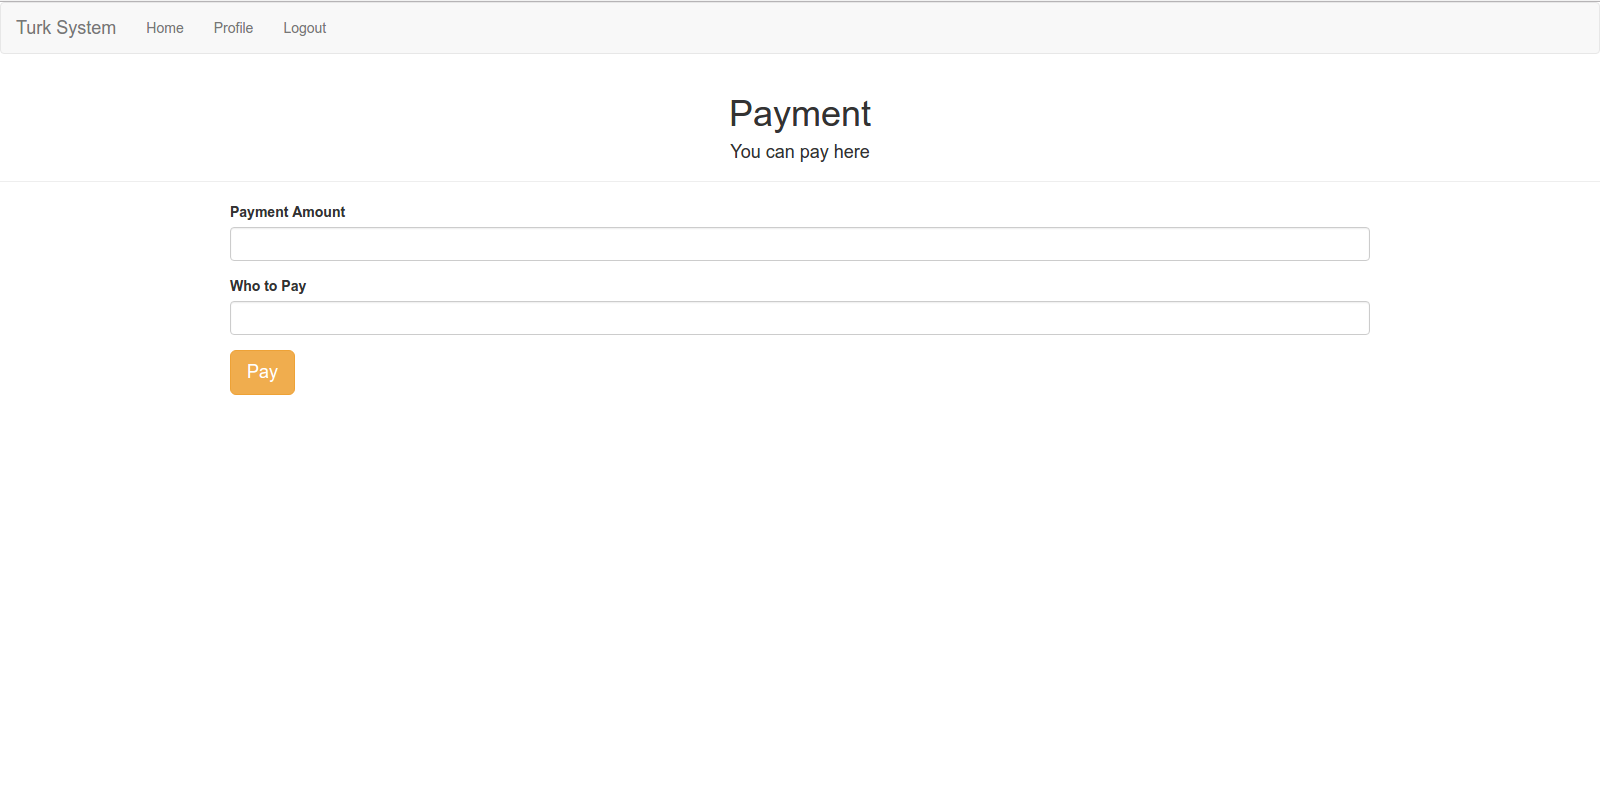 Turk System Home Profile Logout
Payment
You can pay here
Payment Amount
Who to Pay
Pay